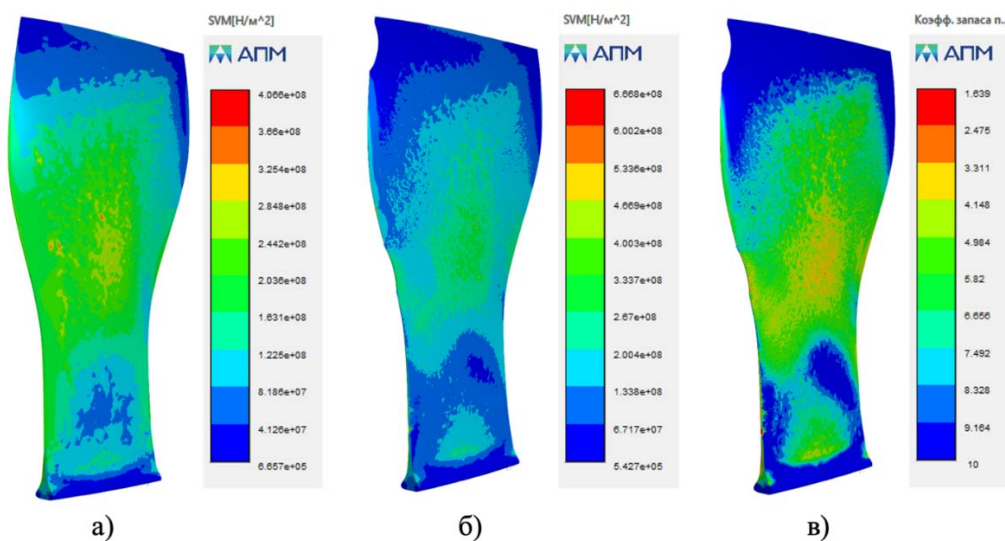 SVM[Н/м^2]
АПМ
4.066e+08
3.66e+08
3.254e+08
2.848e+08
2.442e+08
2.036e+08
1.631e+08
1.225e+08
8.186e+07
4.126e+07
6.657e+05
а)
SVM[Н/м^2]
АПМ
6.668e+08
6.002e+08
5.336e+08
4.669e+08
4.003e+08
3.337e+08
2.67e+08
2.004e+08
1.338e+08
6.717e+07
5.427e+05
б)
Коэфф. запаса п..
АПМ
1.639
2.475
3.311
4.148
4.984
5.82
6.656
7.492
8.328
9.164
10
в)